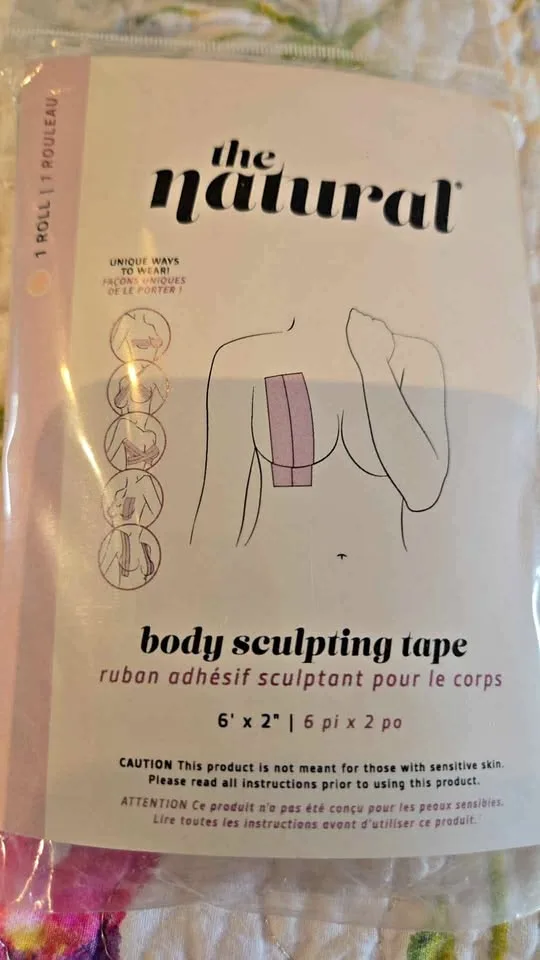 1 ROLL | 1 ROULEAU
the
natural®
UNIQUE WAYS
TO WEAR!
FAÇONS UNIQUES
DE LE PORTER !
body sculpting tape
ruban adhésif sculptant pour le corps
6' x 2" | 6 pi x 2 po
CAUTION This product is not meant for those with sensitive skin.
Please read all instructions prior to using this product.
ATTENTION Ce produit n'a pas été conçu pour les peaux sensibles.
Lire toutes les instructions avant d'utiliser ce produit.